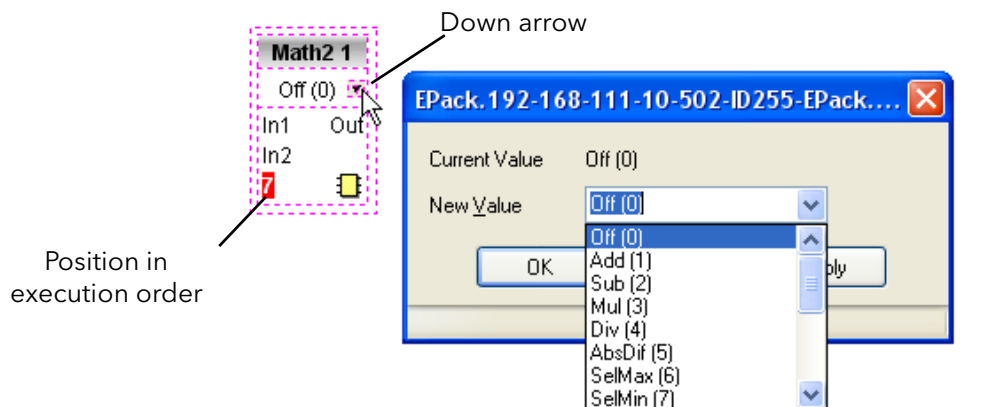 Down arrow
Math2 1
Off (0)
In1 Out
In2
7
Position in
execution order
EPack.192-168-111-10-502-ID255-EPack....
Current Value Off (0)
New Value Off (0)
Off (0)
Add (1)
Sub (2)
Mul (3)
Div (4)
AbsDif (5)
SelMax (6)
SelMin (7)
OK